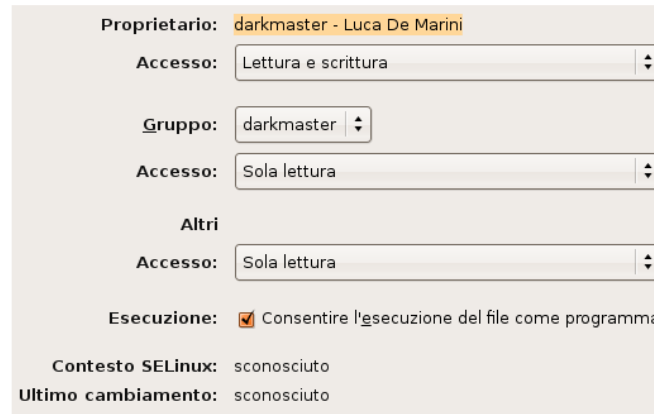 Proprietario: darkmaster - Luca De Marini
Accesso: Lettura e scrittura
Gruppo: darkmaster
Accesso: Sola lettura
Altri
Accesso: Sola lettura
Esecuzione: Consentire l'esecuzione del file come programma
Contesto SELinux: sconosciuto
Ultimo cambiamento: sconosciuto